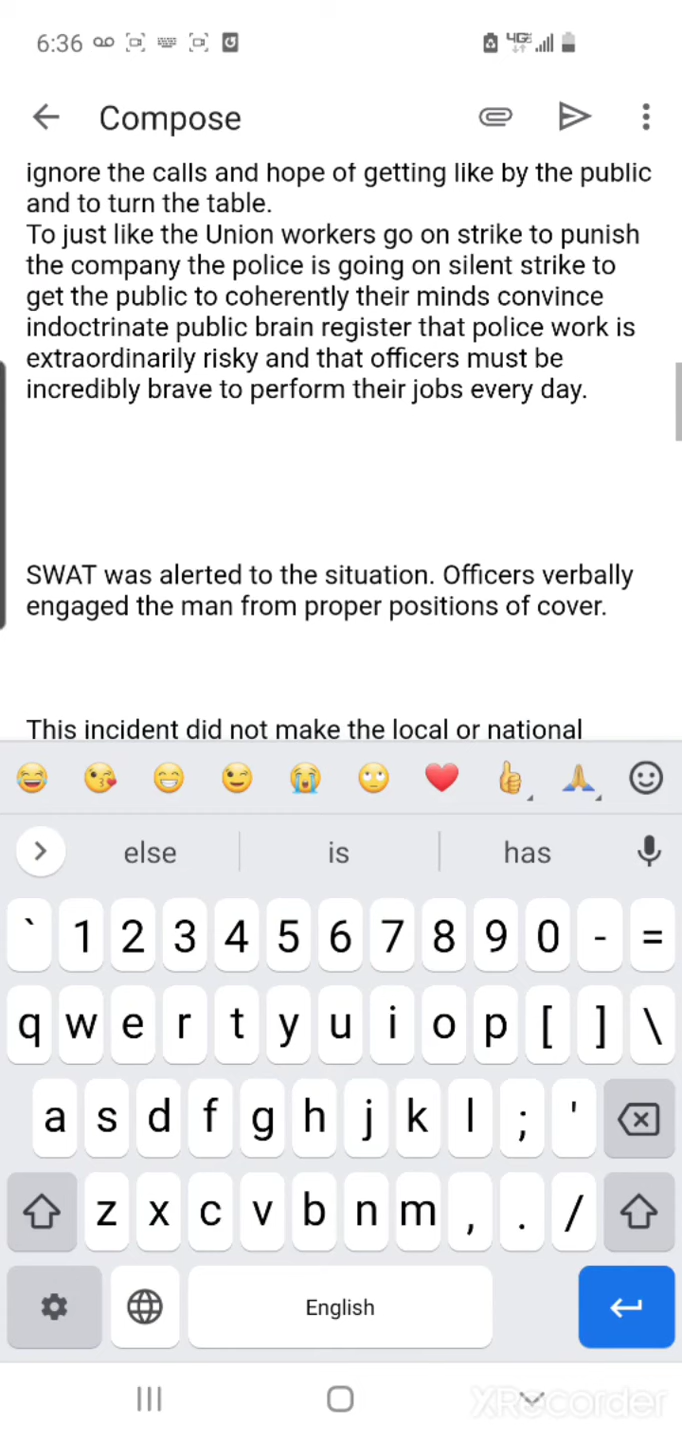 6:36
4GE
Compose
ignore the calls and hope of getting like by the public
and to turn the table.
To just like the Union workers go on strike to punish
the company the police is going on silent strike to
get the public to coherently their minds convince
indoctrinate public brain register that police work is
extraordinarily risky and that officers must be
incredibly brave to perform their jobs every day.
SWAT was alerted to the situation. Officers verbally
engaged the man from proper positions of cover.
This incident did not make the local or national
else is has
` 1 2 3 4 5 6 7 8 9 0 - =
q w e r t y u i o p [ ] \
a s d f g h j k l ; '
z x c v b n m , . /
English
XRecorder